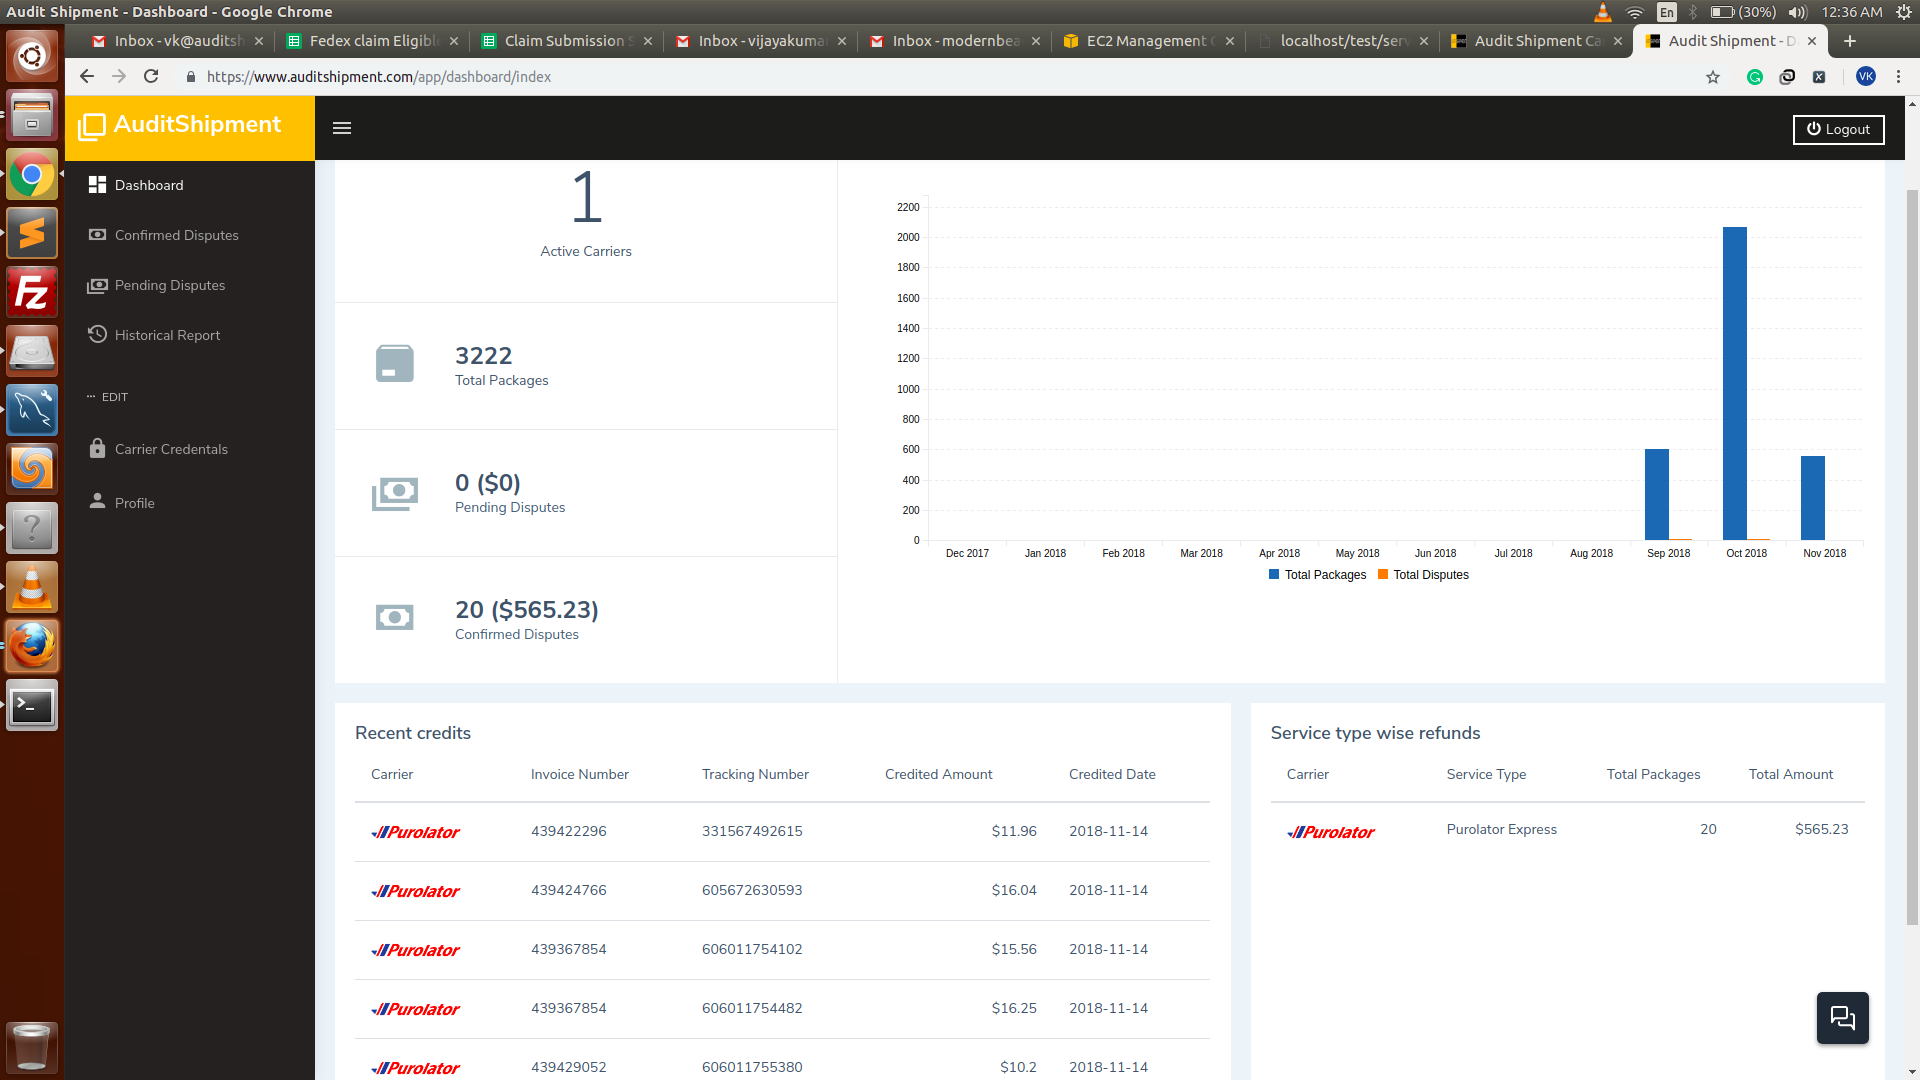 Audit Shipment - Dashboard - Google Chrome
En (30%) 12:36 AM
Inbox - vk@auditsh Fedex claim Eligible Claim Submission S Inbox - vijayakuma Inbox - modernbea EC2 Management C localhost/test/serv Audit Shipment Ca Audit Shipment - D
https://www.auditshipment.com/app/dashboard/index
VK
AuditShipment
Logout
Dashboard
Confirmed Disputes
Pending Disputes
Historical Report
EDIT
Carrier Credentals
Profile
1
Active Carriers
3222
Total Packages
0 ($0)
Pending Disputes
20 ($565.23)
Confirmed Disputes
2200
2000
1800
1600
1400
1200
1000
800
600
400
200
0
Dec 2017 Jan 2018 Feb 2018 Mar 2018 Apr 2018 May 2018 Jun 2018 Jul 2018 Aug 2018 Sep 2018 Oct 2018 Nov 2018
Total Packages Total Disputes
Recent credits
Carrier Invoice Number Tracking Number Credited Amount Credited Date
Purolator 439422296 331567492615 $11.96 2018-11-14
Purolator 439424766 605672630593 $16.04 2018-11-14
Purolator 439367854 606011754102 $15.56 2018-11-14
Purolator 439367854 606011754482 $16.25 2018-11-14
Purolator 439429052 606011755380 $10.2 2018-11-14
Service type wise refunds
Carrier Service Type Total Packages Total Amount
Purolator Purolator Express 20 $565.23